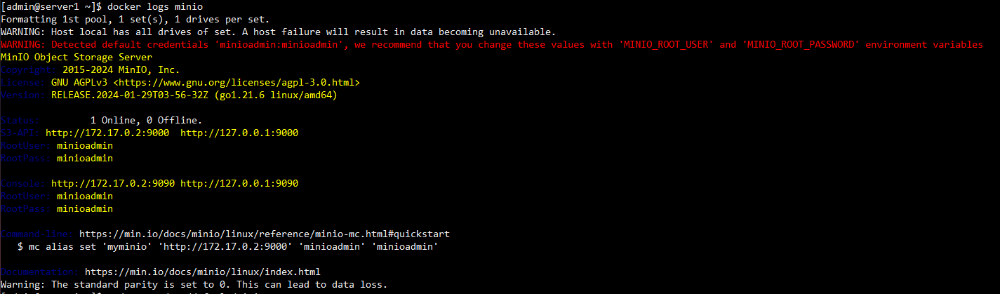 [admin@server1 ~]$ docker logs minio
Formatting 1st pool, 1 set(s), 1 drives per set.
WARNING: Host local has all drives of set. A host failure will result in data becoming unavailable.
WARNING: Detected default credentials 'minioadmin:minioadmin', we recommend that you change these values with 'MINIO_ROOT_USER' and 'MINIO_ROOT_PASSWORD' environment variables
MinIO Object Storage Server
Copyright: 2015-2024 MinIO, Inc.
License: GNU AGPLv3 <https://www.gnu.org/licenses/agpl-3.0.html>
Version: RELEASE.2024-01-29T03-56-32Z (go1.21.6 linux/amd64)
Status:         1 Online, 0 Offline.
S3-API: http://172.17.0.2:9000  http://127.0.0.1:9000
RootUser: minioadmin
RootPass: minioadmin
Console: http://172.17.0.2:9090 http://127.0.0.1:9090
RootUser: minioadmin
RootPass: minioadmin
Command-line: https://min.io/docs/minio/linux/reference/minio-mc.html#quickstart
   $ mc alias set 'myminio' 'http://172.17.0.2:9000' 'minioadmin' 'minioadmin'
Documentation: https://min.io/docs/minio/linux/index.html
Warning: The standard parity is set to 0. This can lead to data loss.